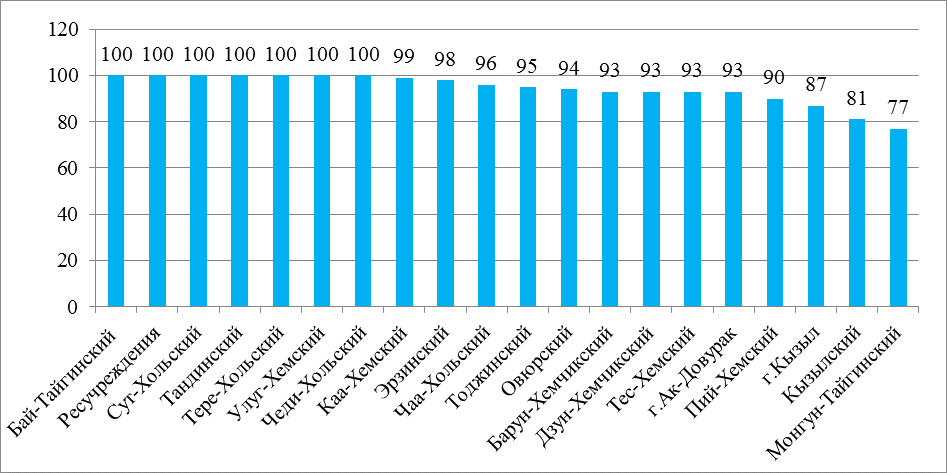 120
100
80
60
40
20
0
100 100 100 100 100 100 100 99 98 96 95 94 93 93 93 93 90 87 81 77
Бай-Тайгинский
Ресучреждения
Сут-Хольский
Тандинский
Тере-Хольский
Улуг-Хемский
Чеди-Хольский
Каа-Хемский
Эрзинский
Чаа-Хольский
Тоджинский
Овюрский
Барун-Хемчикский
Дзун-Хемчикский
Тес-Хемский
г.Ак-Довурак
Пий-Хемский
г.Кызыл
Кызылский
Монгун-Тайгинский